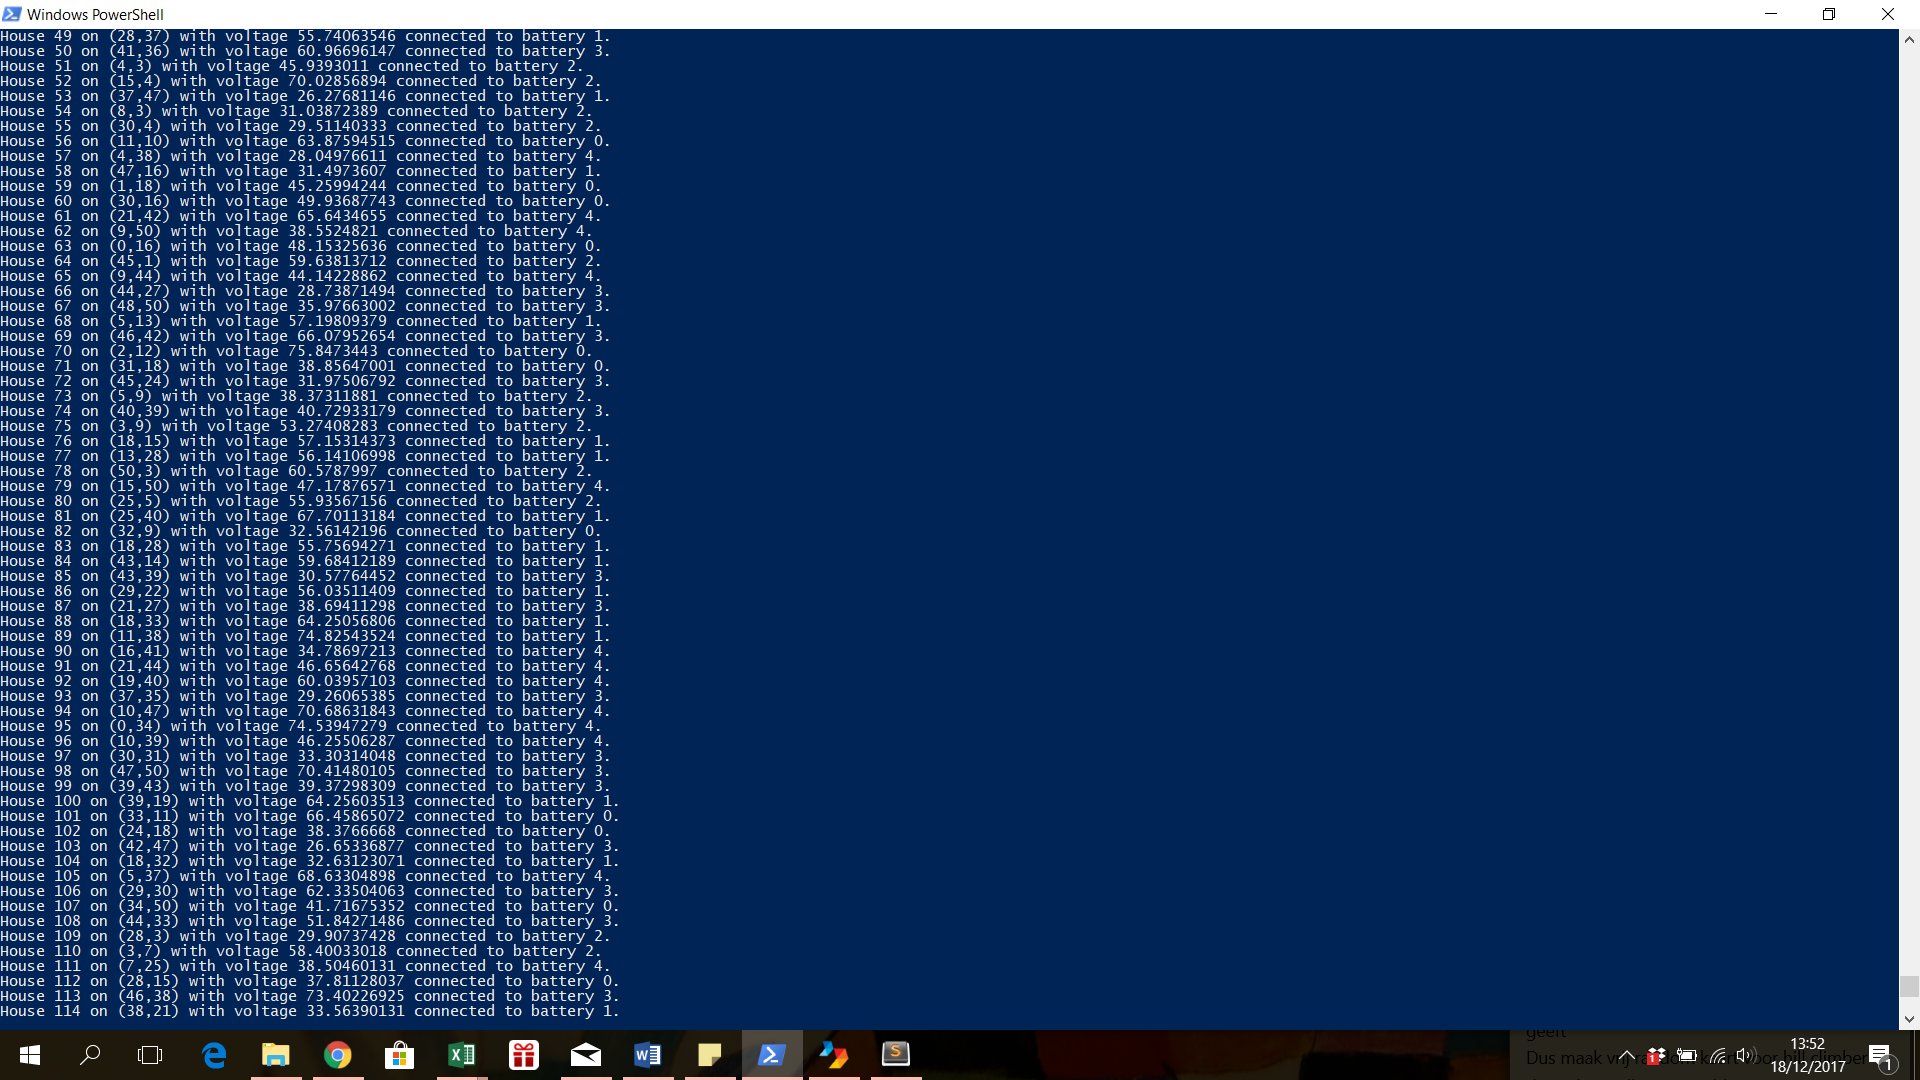 Windows PowerShell
House 49 on (28,37) with voltage 55.74063546 connected to battery 1.
House 50 on (41,36) with voltage 60.96696147 connected to battery 3.
House 51 on (4,3) with voltage 45.9393011 connected to battery 2.
House 52 on (15,4) with voltage 70.02856894 connected to battery 2.
House 53 on (37,47) with voltage 26.27681146 connected to battery 1.
House 54 on (8,3) with voltage 31.03872389 connected to battery 2.
House 55 on (30,4) with voltage 29.51140333 connected to battery 2.
House 56 on (11,10) with voltage 63.87594515 connected to battery 0.
House 57 on (4,38) with voltage 28.04976611 connected to battery 4.
House 58 on (47,16) with voltage 31.4973607 connected to battery 1.
House 59 on (1,18) with voltage 45.25994244 connected to battery 0.
House 60 on (30,16) with voltage 49.93687743 connected to battery 0.
House 61 on (21,42) with voltage 65.6434655 connected to battery 4.
House 62 on (9,50) with voltage 38.5524821 connected to battery 4.
House 63 on (0,16) with voltage 48.15325636 connected to battery 0.
House 64 on (45,1) with voltage 59.63813712 connected to battery 2.
House 65 on (9,44) with voltage 44.14228862 connected to battery 4.
House 66 on (44,27) with voltage 28.73871494 connected to battery 3.
House 67 on (48,50) with voltage 35.97663002 connected to battery 3.
House 68 on (5,13) with voltage 57.19809379 connected to battery 1.
House 69 on (46,42) with voltage 66.07952654 connected to battery 3.
House 70 on (2,12) with voltage 75.8473443 connected to battery 0.
House 71 on (31,18) with voltage 38.85647001 connected to battery 0.
House 72 on (45,24) with voltage 31.97506792 connected to battery 3.
House 73 on (5,9) with voltage 38.37311881 connected to battery 2.
House 74 on (40,39) with voltage 40.72933179 connected to battery 3.
House 75 on (3,9) with voltage 53.27408283 connected to battery 2.
House 76 on (18,15) with voltage 57.15314373 connected to battery 1.
House 77 on (13,28) with voltage 56.14106998 connected to battery 1.
House 78 on (50,3) with voltage 60.5787997 connected to battery 2.
House 79 on (15,50) with voltage 47.17876571 connected to battery 4.
House 80 on (25,5) with voltage 55.93567156 connected to battery 2.
House 81 on (25,40) with voltage 67.70113184 connected to battery 1.
House 82 on (32,9) with voltage 32.56142196 connected to battery 0.
House 83 on (18,28) with voltage 55.75694271 connected to battery 1.
House 84 on (43,14) with voltage 59.68412189 connected to battery 1.
House 85 on (43,39) with voltage 30.57764452 connected to battery 3.
House 86 on (29,22) with voltage 56.03511409 connected to battery 1.
House 87 on (21,27) with voltage 38.69411298 connected to battery 3.
House 88 on (18,33) with voltage 64.25056806 connected to battery 1.
House 89 on (11,38) with voltage 74.82543524 connected to battery 1.
House 90 on (16,41) with voltage 34.78697213 connected to battery 4.
House 91 on (21,44) with voltage 46.65642768 connected to battery 4.
House 92 on (19,40) with voltage 60.03957103 connected to battery 4.
House 93 on (37,35) with voltage 29.26065385 connected to battery 3.
House 94 on (10,47) with voltage 70.68631843 connected to battery 4.
House 95 on (0,34) with voltage 74.53947279 connected to battery 4.
House 96 on (10,39) with voltage 46.25506287 connected to battery 4.
House 97 on (30,31) with voltage 33.30314048 connected to battery 3.
House 98 on (47,50) with voltage 70.41480105 connected to battery 3.
House 99 on (39,43) with voltage 39.37298309 connected to battery 3.
House 100 on (39,19) with voltage 64.25603513 connected to battery 1.
House 101 on (33,11) with voltage 66.45865072 connected to battery 0.
House 102 on (24,18) with voltage 38.3766668 connected to battery 0.
House 103 on (42,47) with voltage 26.65336877 connected to battery 3.
House 104 on (18,32) with voltage 32.63123071 connected to battery 1.
House 105 on (5,37) with voltage 68.63304898 connected to battery 4.
House 106 on (29,30) with voltage 62.33504063 connected to battery 3.
House 107 on (34,50) with voltage 41.71675352 connected to battery 0.
House 108 on (44,33) with voltage 51.84271486 connected to battery 3.
House 109 on (28,3) with voltage 29.90737428 connected to battery 2.
House 110 on (3,7) with voltage 58.40033018 connected to battery 2.
House 111 on (7,25) with voltage 38.50460131 connected to battery 4.
House 112 on (28,15) with voltage 37.81128037 connected to battery 0.
House 113 on (46,38) with voltage 73.40226925 connected to battery 3.
House 114 on (38,21) with voltage 33.56390131 connected to battery 1.
geeft
Dus maak vrij
13:52
18/12/2017
1